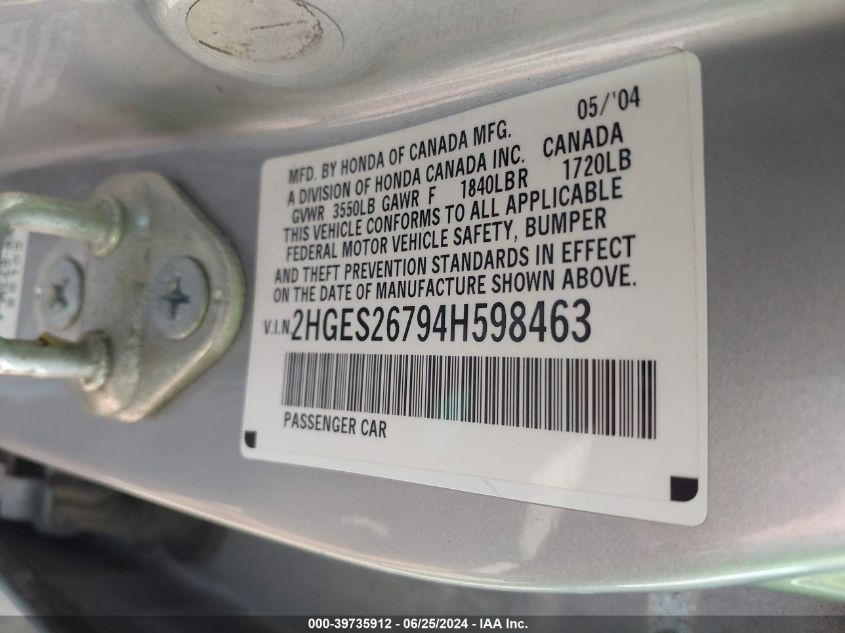 05/'04
MFD. BY HONDA OF CANADA MFG.
A DIVISION OF HONDA CANADA INC. CANADA
GVWR 3550LB GAWR F 1840LBR 1720LB
THIS VEHICLE CONFORMS TO ALL APPLICABLE
FEDERAL MOTOR VEHICLE SAFETY, BUMPER
AND THEFT PREVENTION STANDARDS IN EFFECT
ON THE DATE OF MANUFACTURE SHOWN ABOVE.
V.I.N. 2HGES26794H598463
PASSENGER CAR
000-39735912 / 06/25/2024 - IAA Inc.